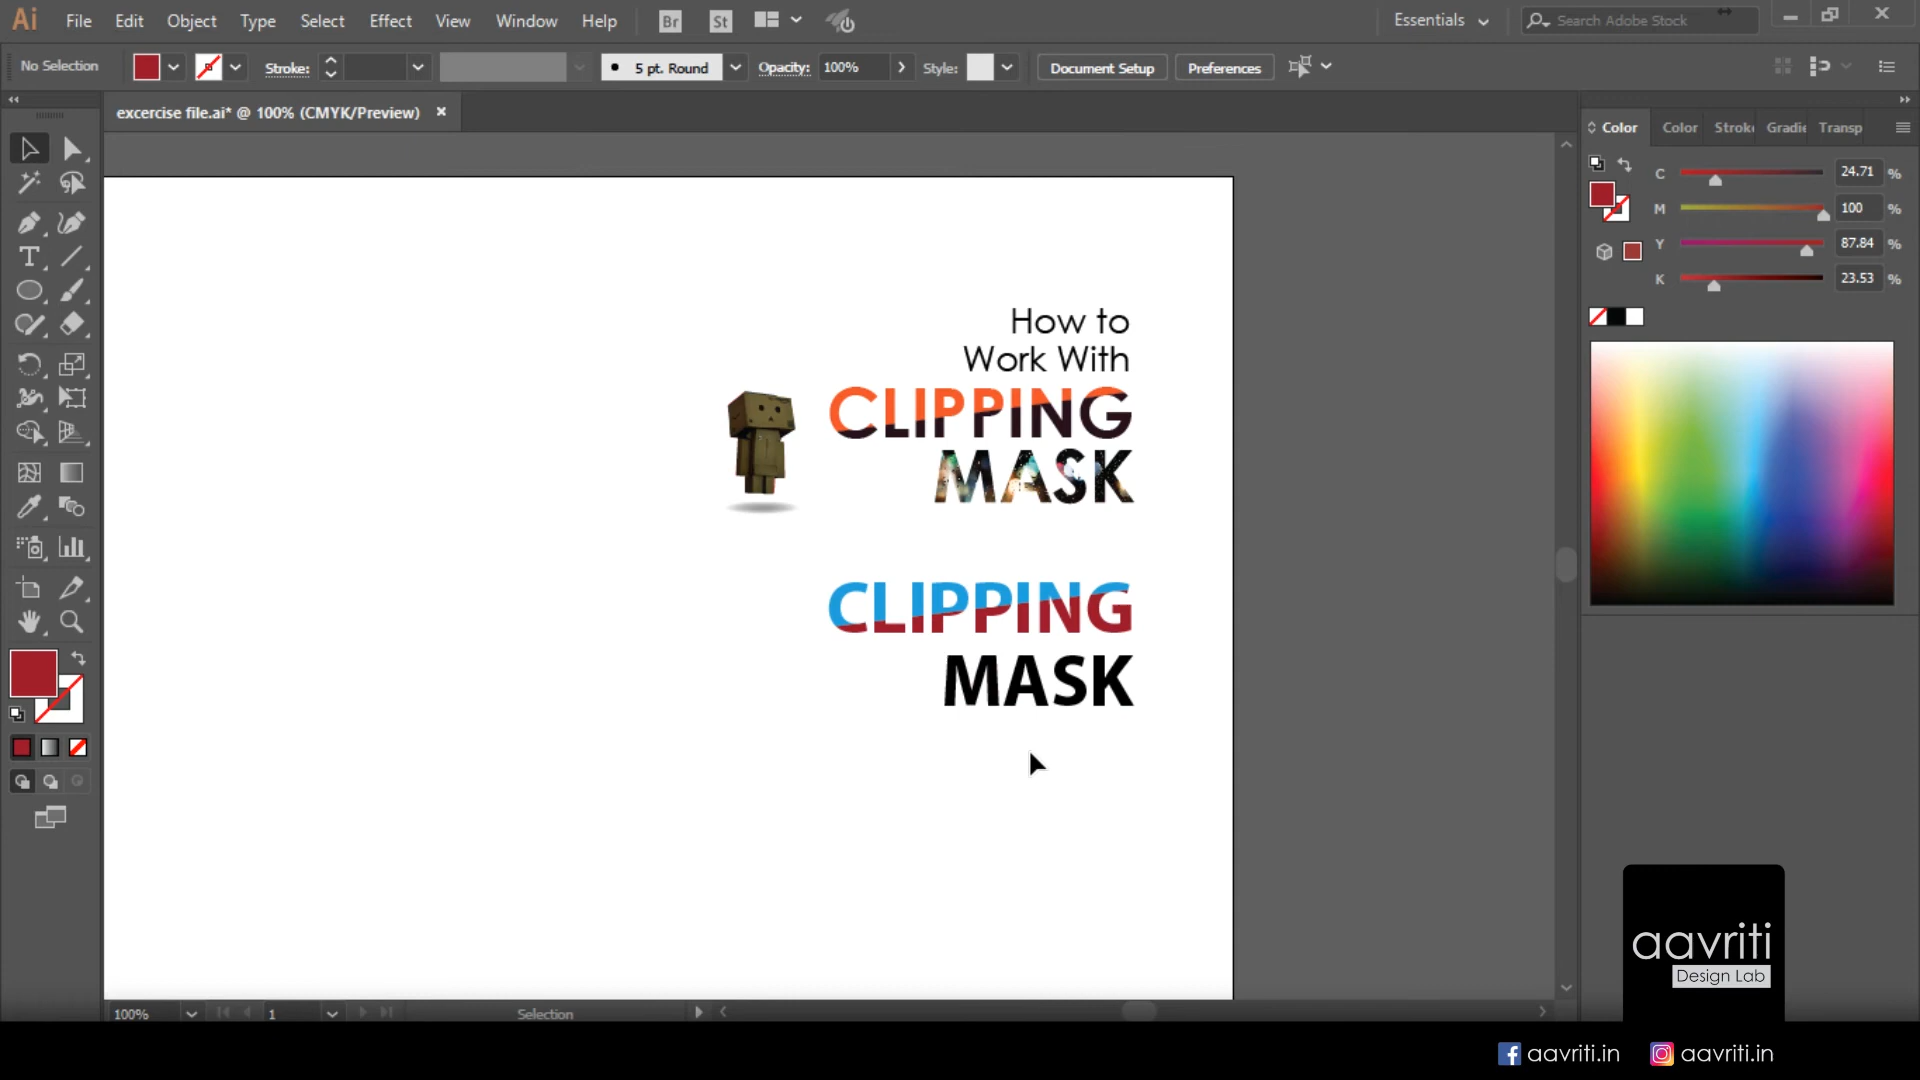 Ai File Edit Object Type Select Effect View Window Help Br St Essentials Search Adobe Stock
No Selection Stroke: 5 pt. Round Opacity: 100% Style: Document Setup Preferences
excercise file.ai* @ 100% (CMYK/Preview)
Color Color Stroke Gradie Transp
C 24.71 %
M 100 %
Y 87.84 %
K 23.53 %
How to
Work With
CLIPPING
MASK
CLIPPING
MASK
aavriti
Design Lab
100% 1 Selection
aavriti.in aavriti.in